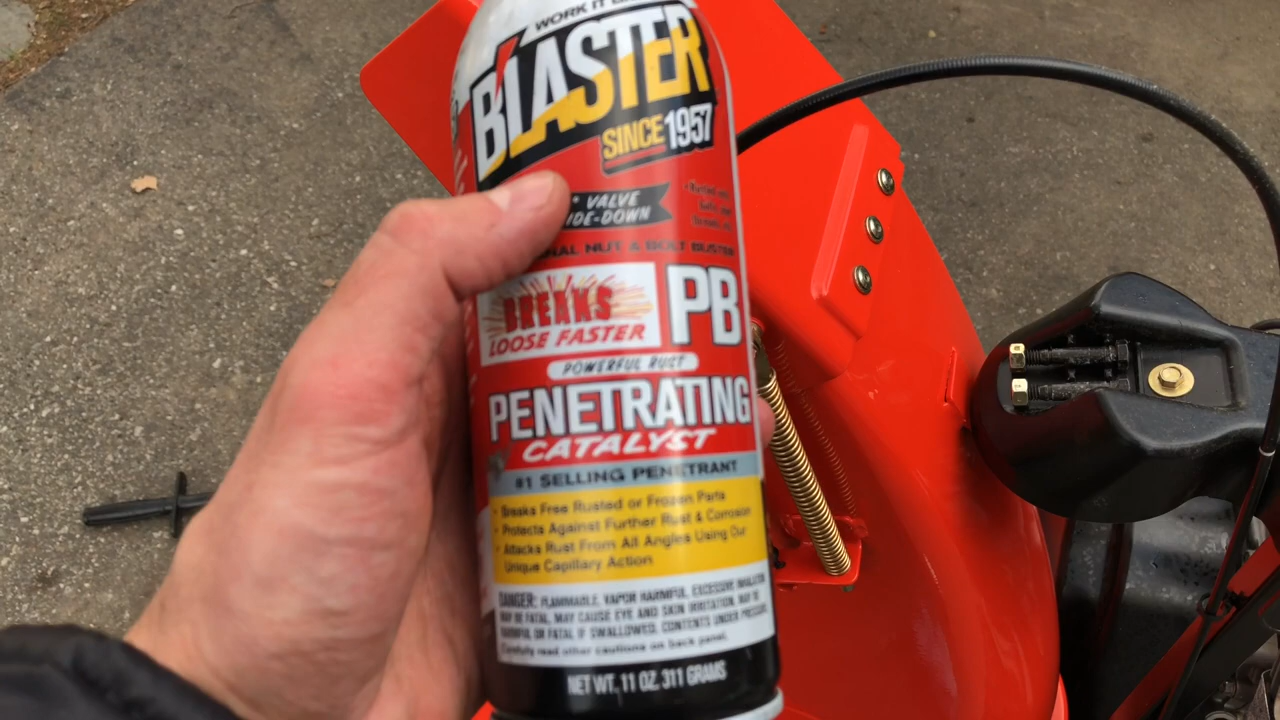 WORK IT
B'LASTER
SINCE 1957
VALVE
IDE-DOWN
NAL NUT & BOLT BUSTER
BREAKS
LOOSE FASTER
PB
POWERFUL RUST
PENETRATING
CATALYST
#1 SELLING PENETRANT
• Breaks Free Rusted or Frozen Parts
• Protects Against Further Rust & Corrosion
• Attacks Rust From All Angles Using Our
Unique Capillary Action
DANGER: FLAMMABLE, VAPOR HARMFUL, EXCESSIVE INHALATION
MAY BE FATAL, MAY CAUSE EYE AND SKIN IRRITATION, MAY BE
HARMFUL OR FATAL IF SWALLOWED. CONTENTS UNDER PRESSURE
Carefully read other cautions on back panel.
NET WT. 11 OZ. 311 GRAMS